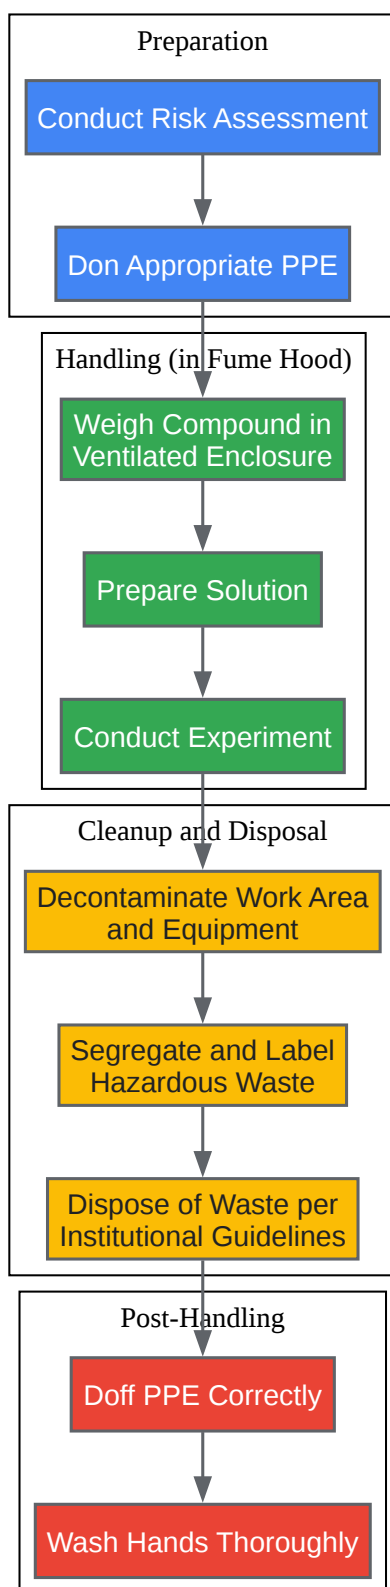 Preparation
Conduct Risk Assessment
Don Appropriate PPE
Handling (in Fume Hood)
Weigh Compound in
Ventilated Enclosure
Prepare Solution
Conduct Experiment
Cleanup and Disposal
Decontaminate Work Area
and Equipment
Segregate and Label
Hazardous Waste
Dispose of Waste per
Institutional Guidelines
Post-Handling
Doff PPE Correctly
Wash Hands Thoroughly